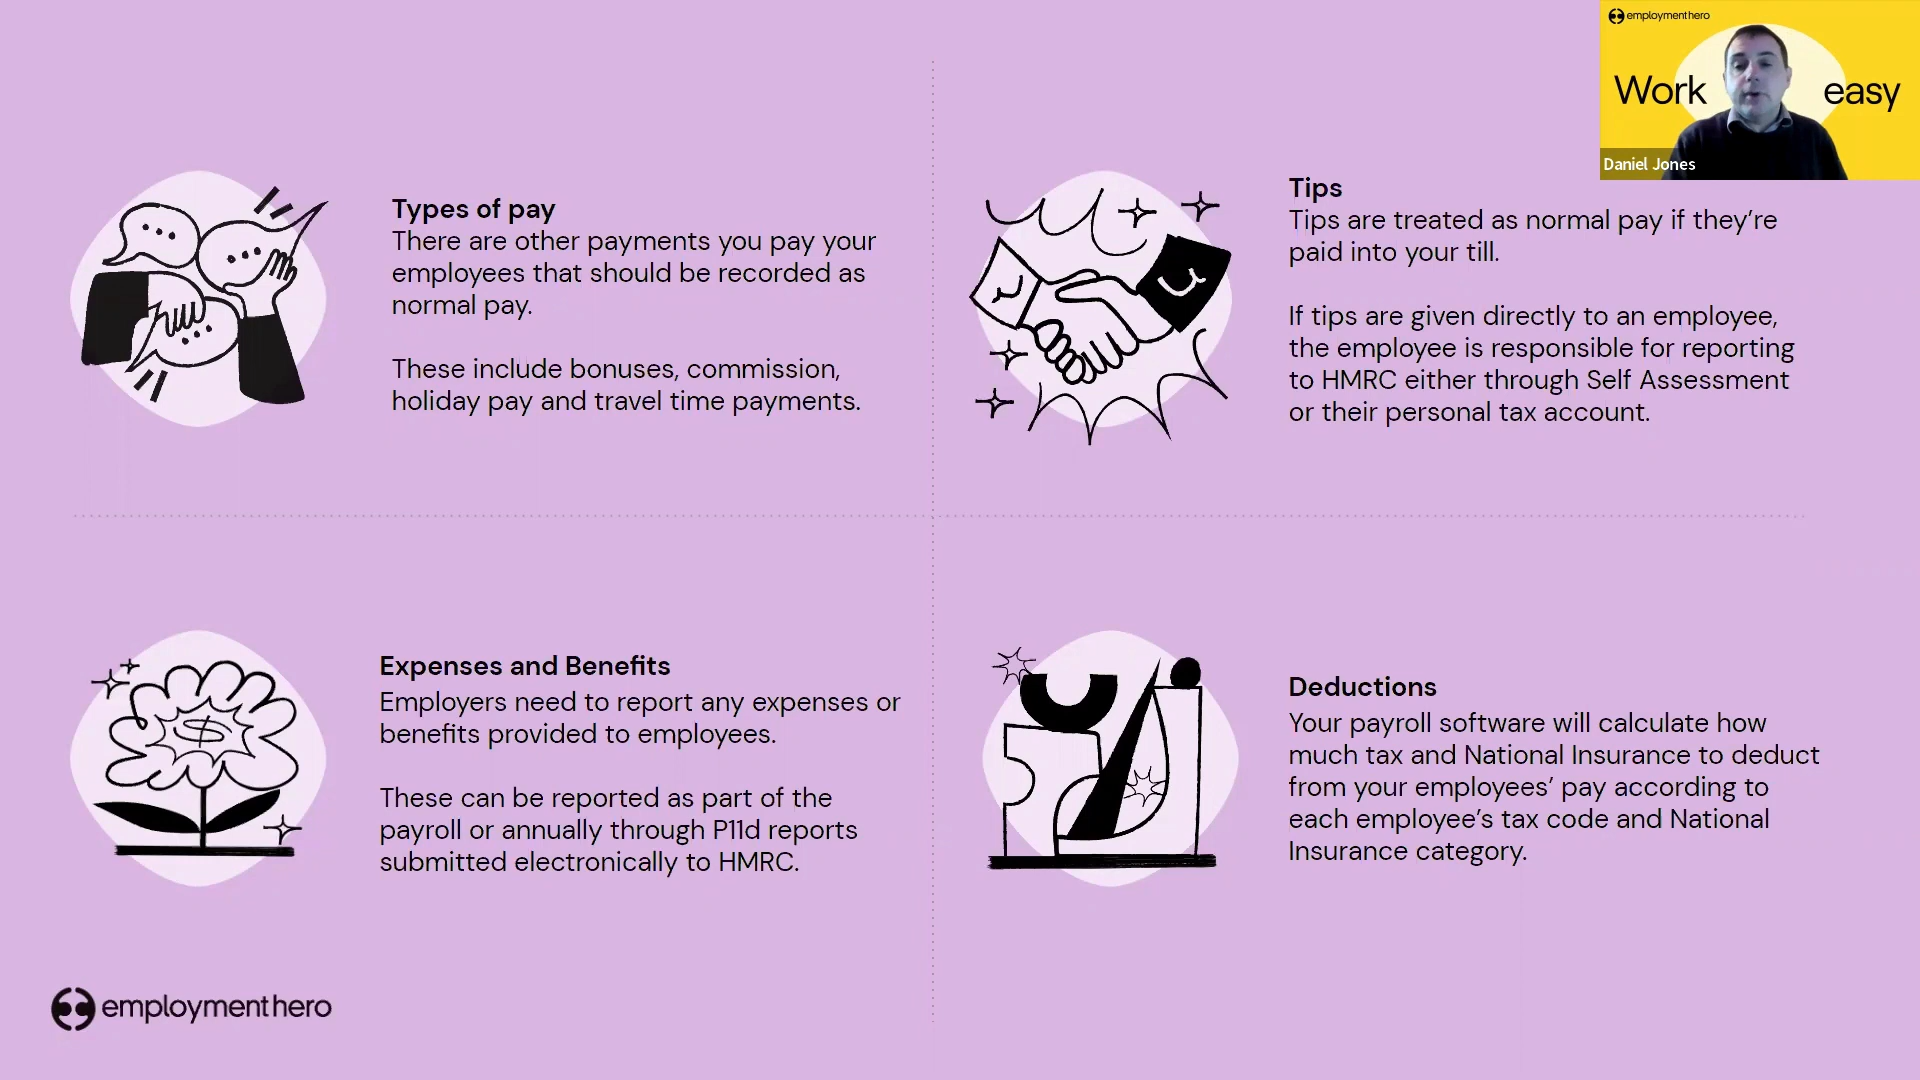 Types of pay
There are other payments you pay your
employees that should be recorded as
normal pay.
These include bonuses, commission,
holiday pay and travel time payments.
Tips
Tips are treated as normal pay if they’re
paid into your till.
If tips are given directly to an employee,
the employee is responsible for reporting
to HMRC either through Self Assessment
or their personal tax account.
Expenses and Benefits
Employers need to report any expenses or
benefits provided to employees.
These can be reported as part of the
payroll or annually through P11d reports
submitted electronically to HMRC.
Deductions
Your payroll software will calculate how
much tax and National Insurance to deduct
from your employees’ pay according to
each employee’s tax code and National
Insurance category.
employmenthero
employmenthero
Work easy
Daniel Jones
$